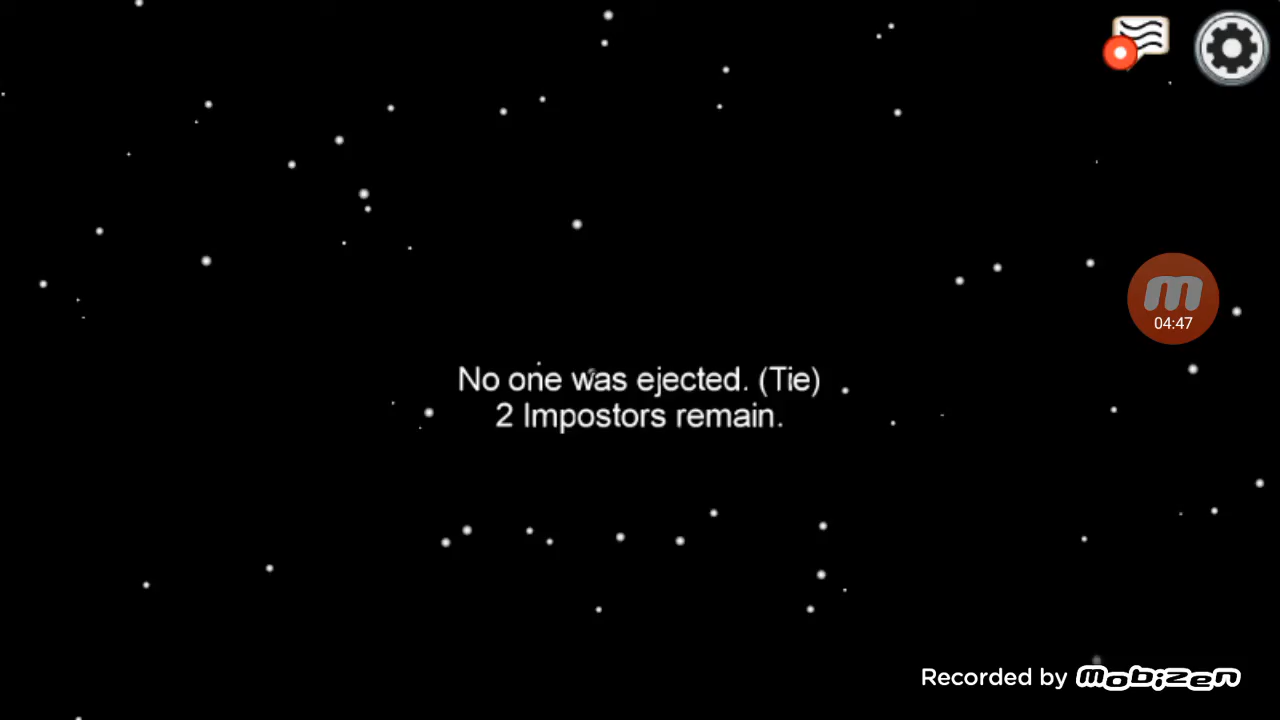 04:47
No one was ejected. (Tie)
2 Impostors remain.
Recorded by mobizen